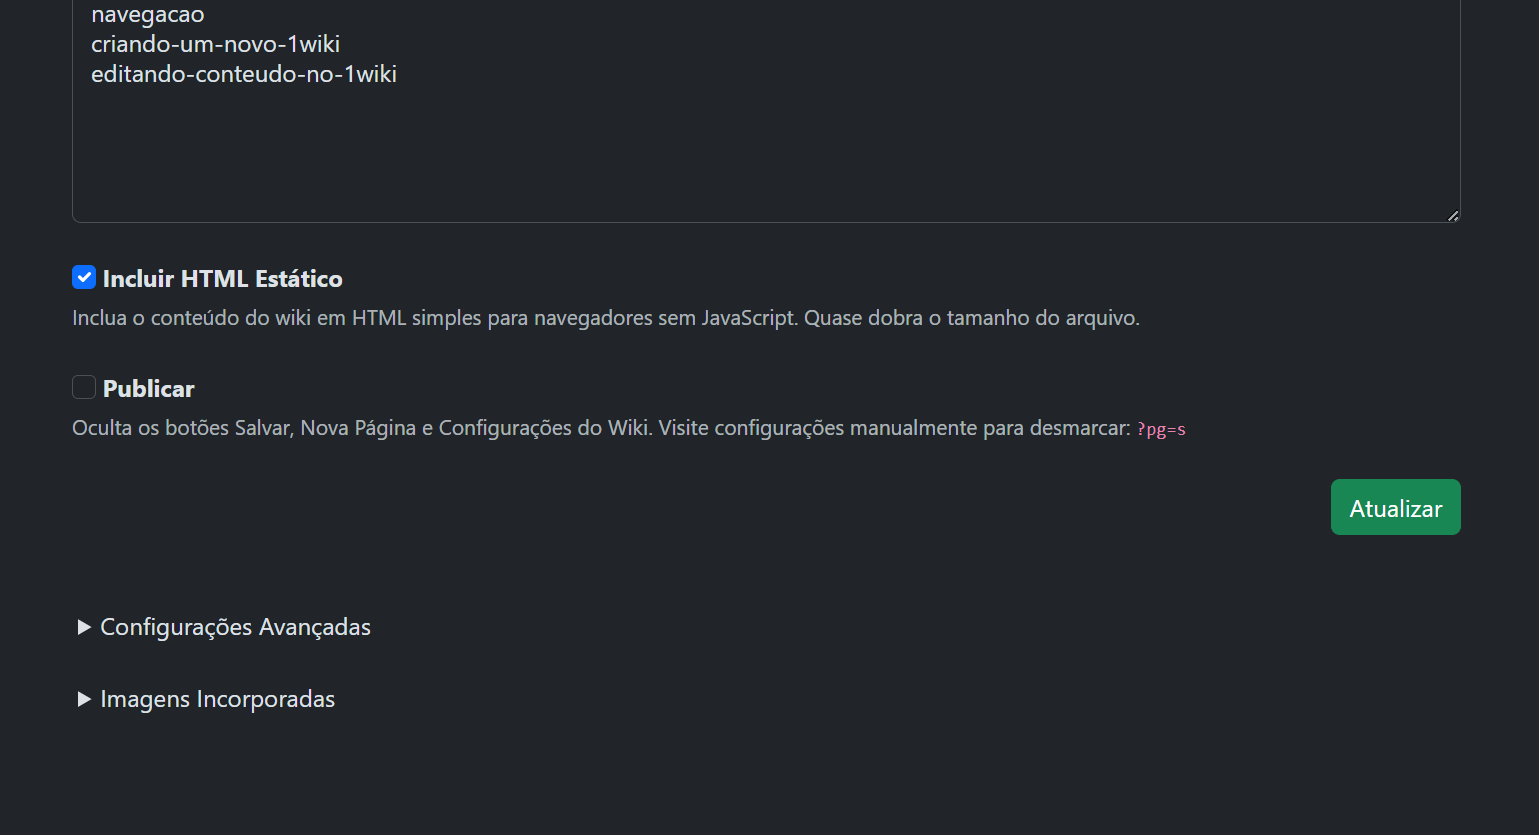 navegacao
criando-um-novo-1wiki
editando-conteudo-no-1wiki
Incluir HTML Estático
Inclua o conteúdo do wiki em HTML simples para navegadores sem JavaScript. Quase dobra o tamanho do arquivo.
Publicar
Oculta os botões Salvar, Nova Página e Configurações do Wiki. Visite configurações manualmente para desmarcar: ?pg=s
Atualizar
Configurações Avançadas
Imagens Incorporadas